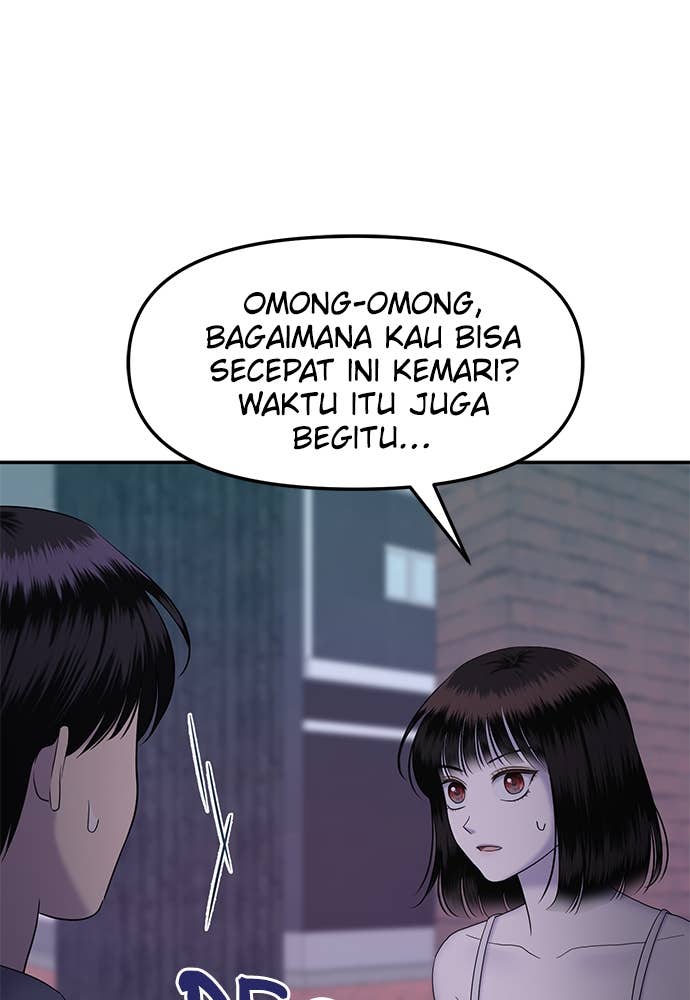 OMONG-OMONG,
BAGAIMANA KAU BISA
SECEPAT INI KEMARI?
WAKTU ITU JUGA
BEGITU...